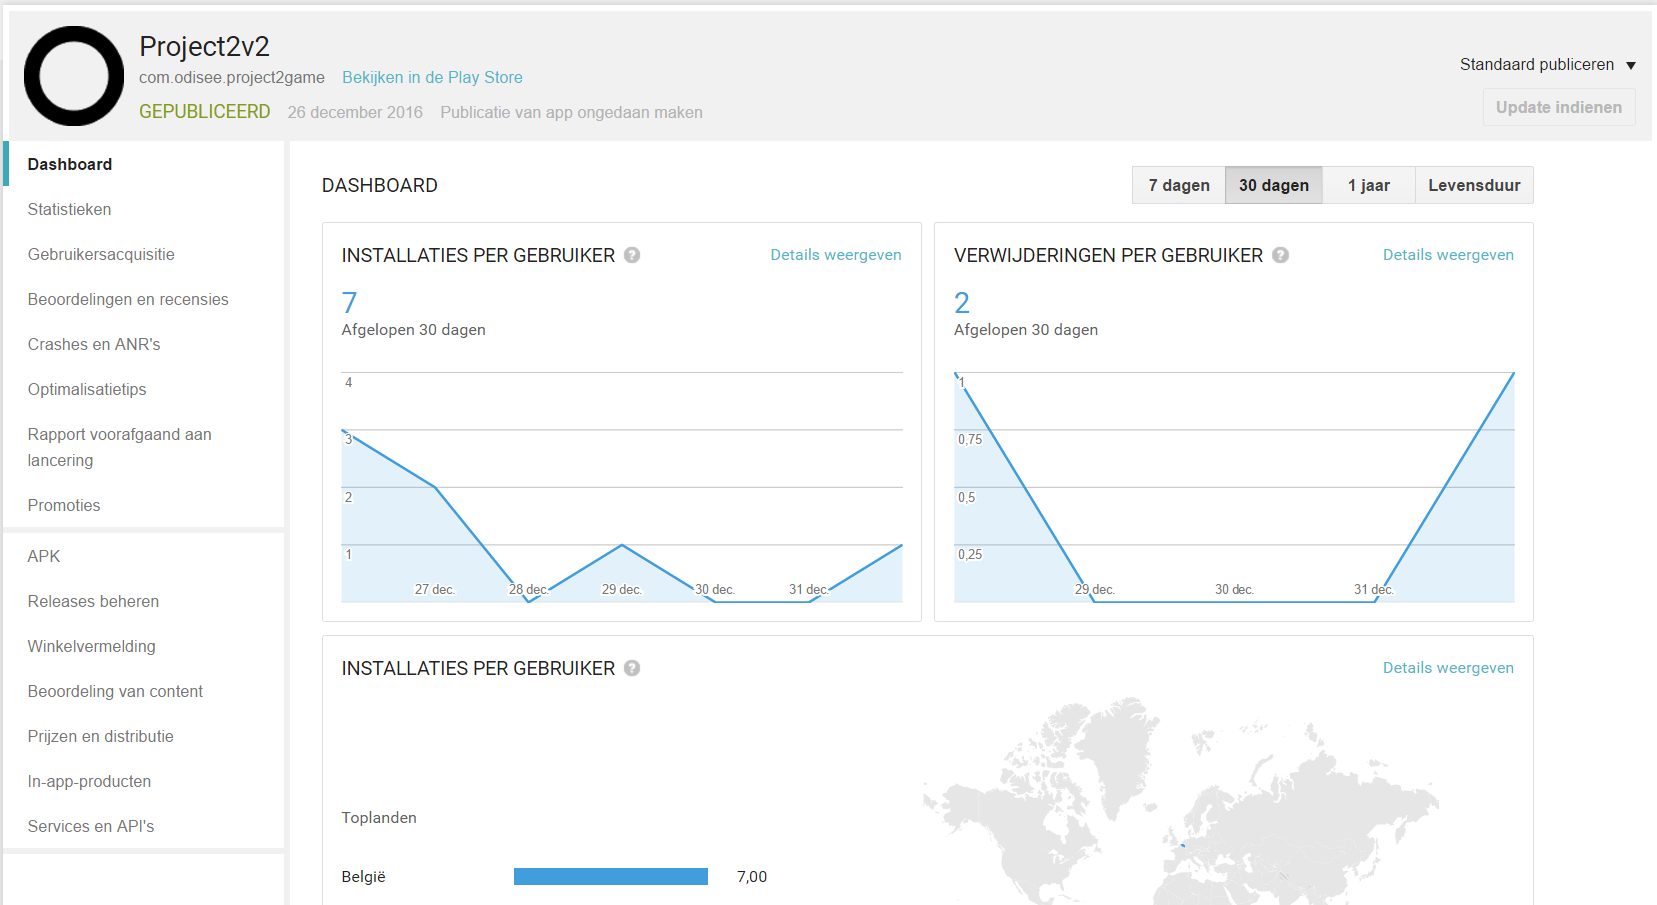 Project2v2
com.odisee.project2game Bekijken in de Play Store
GEPUBLICEERD 26 december 2016 Publicatie van app ongedaan maken
Standaard publiceren
Update indienen
Dashboard
Statistieken
Gebruikersacquisitie
Beoordelingen en recensies
Crashes en ANR's
Optimalisatietips
Rapport voorafgaand aan
lancering
Promoties
APK
Releases beheren
Winkelvermelding
Beoordeling van content
Prijzen en distributie
In-app-producten
Services en API's
DASHBOARD
7 dagen 30 dagen 1 jaar Levensduur
INSTALLATIES PER GEBRUIKER ? Details weergeven
7
Afgelopen 30 dagen
4
3
2
1
27 dec. 28 dec. 29 dec. 30 dec. 31 dec.
VERWIJDERINGEN PER GEBRUIKER ? Details weergeven
2
Afgelopen 30 dagen
1
0,75
0,5
0,25
29 dec. 30 dec. 31 dec.
INSTALLATIES PER GEBRUIKER ? Details weergeven
Toplanden
België 7,00